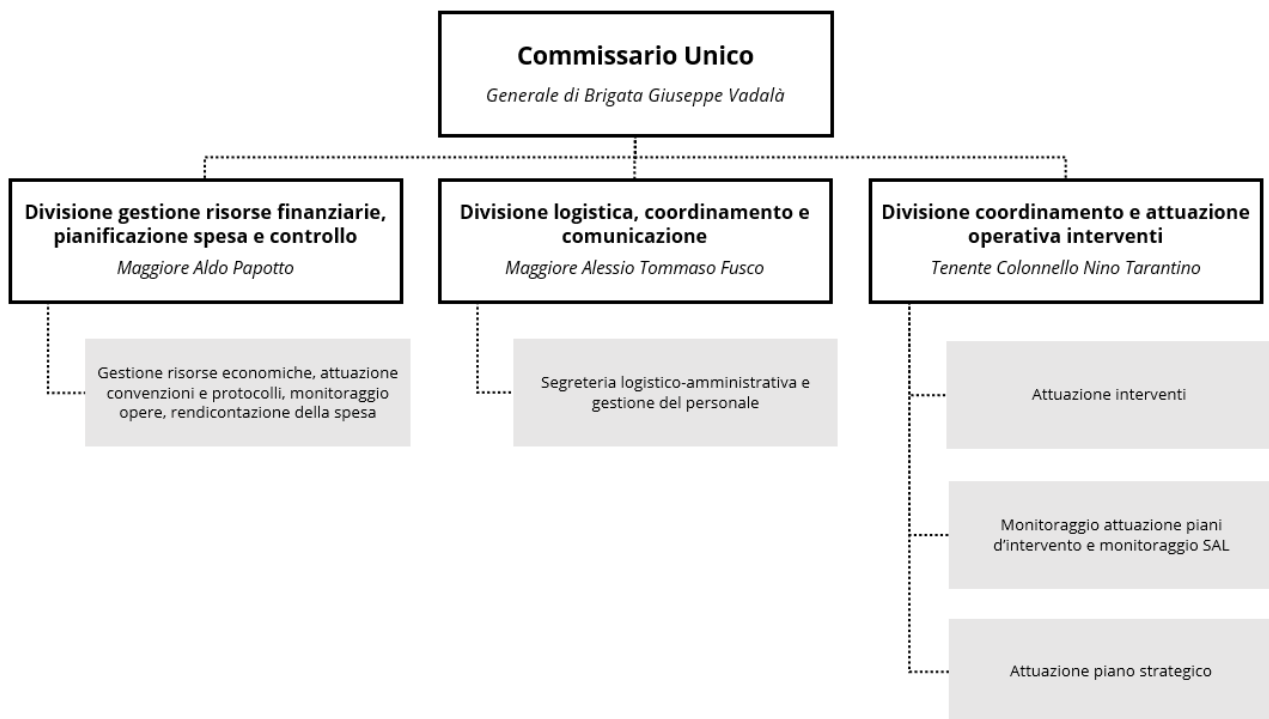 Commissario Unico
Generale di Brigata Giuseppe Vadalà
Divisione gestione risorse finanziarie,
pianificazione spesa e controllo
Maggiore Aldo Papotto
Divisione logistica, coordinamento e
comunicazione
Maggiore Alessio Tommaso Fusco
Divisione coordinamento e attuazione
operativa interventi
Tenente Colonnello Nino Tarantino
Gestione risorse economiche, attuazione
convenzioni e protocolli, monitoraggio
opere, rendicontazione della spesa
Segreteria logistico-amministrativa e
gestione del personale
Attuazione interventi
Monitoraggio attuazione piani
d’intervento e monitoraggio SAL
Attuazione piano strategico